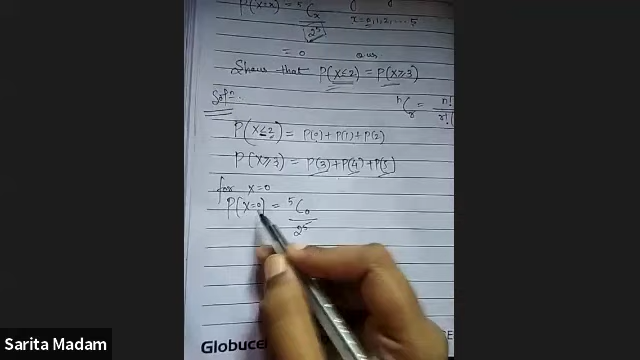 P(X=x) = ⁵Cₓ x=0,1,2,....5
2⁵
= 0 o.w
Show that P(X≤2) = P(X≥3)
Solⁿ. ⁿCᵣ = n!
r!(
P(X≤2) = P(0) + P(1) + P(2)
P(X≥3) = P(3) + P(4) + P(5)
for x=0
P(X=0) = ⁵C₀
2⁵
Sarita Madam
Globuce